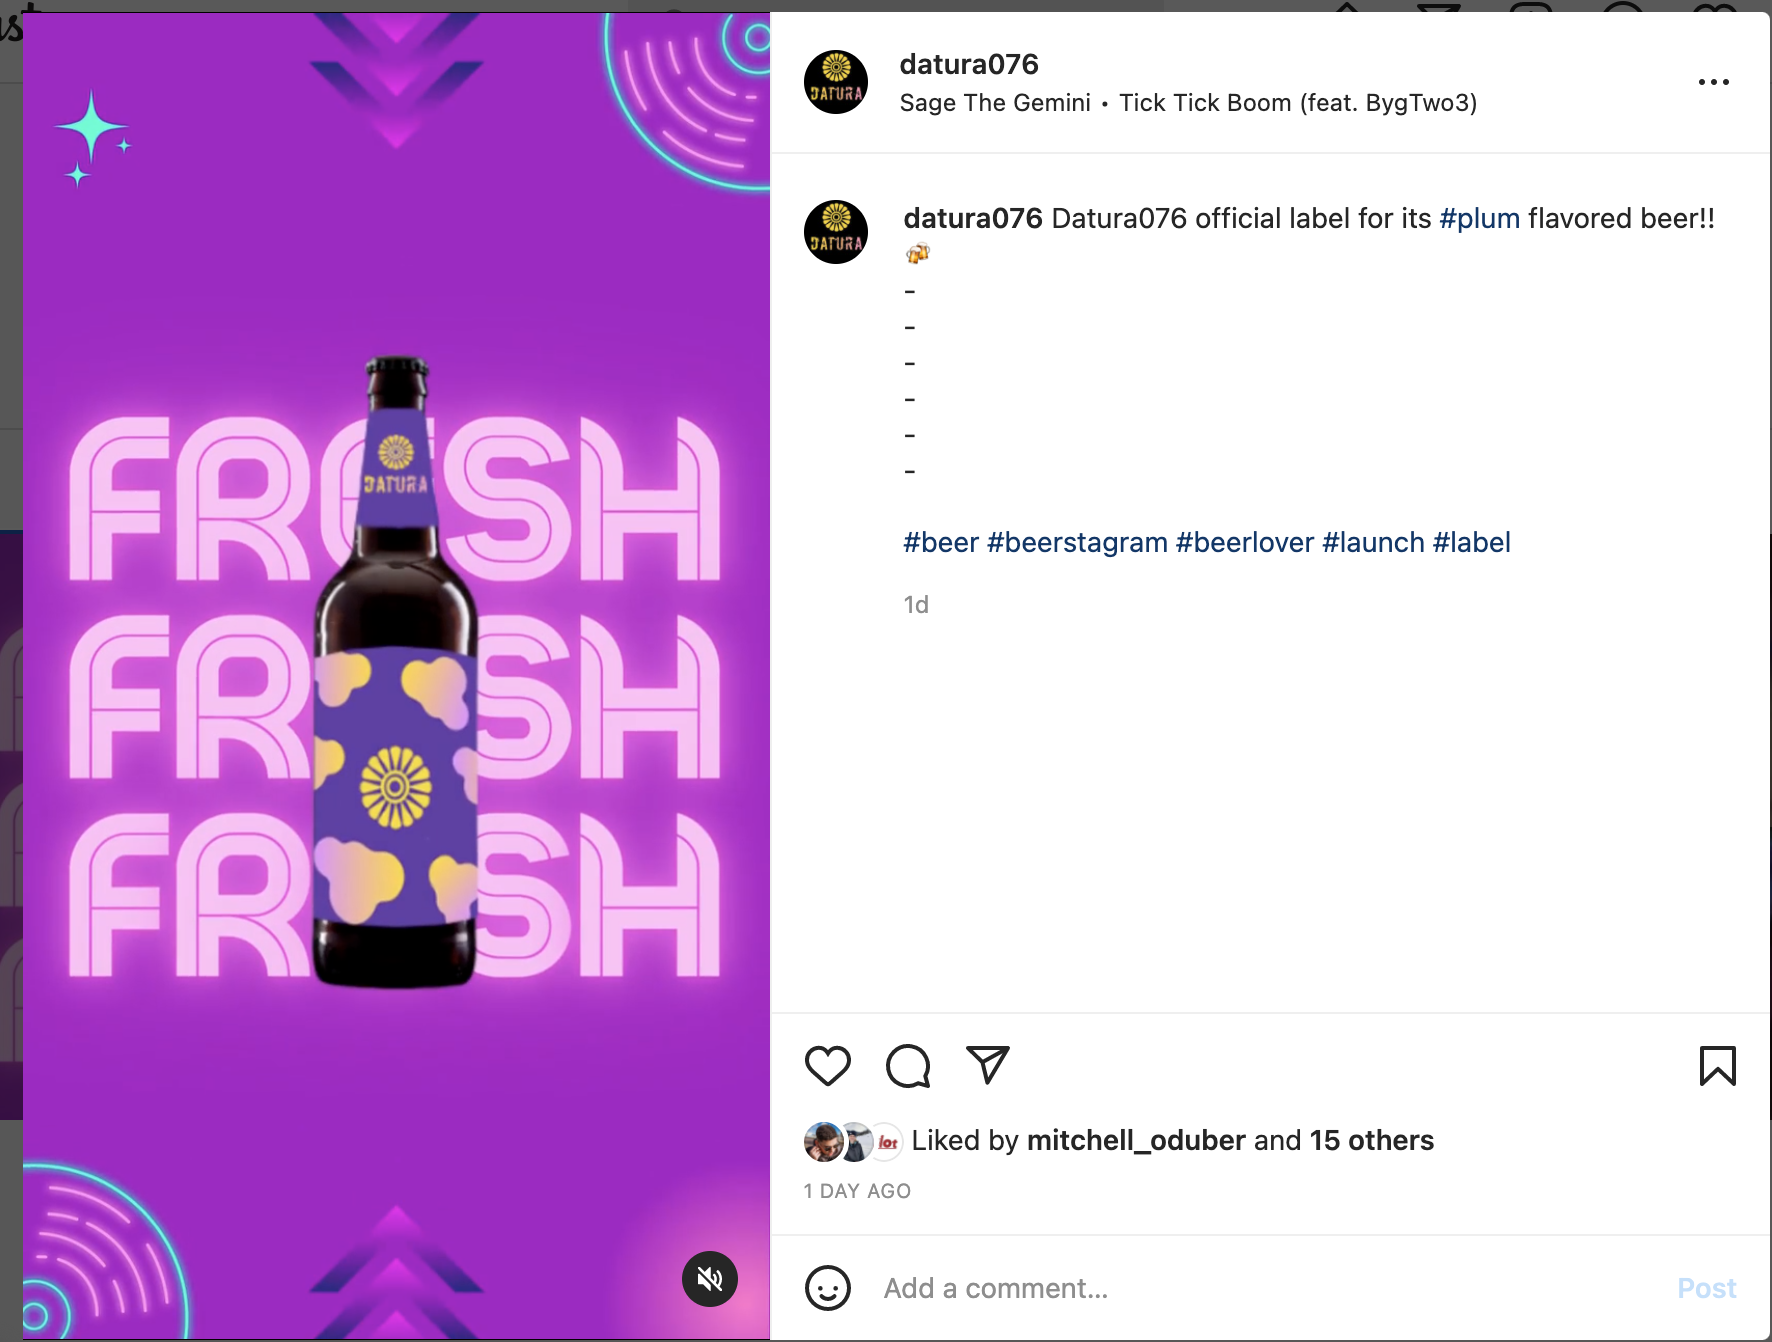 FRESH
DATURA
FRESH
FRESH
datura076
Sage The Gemini • Tick Tick Boom (feat. BygTwo3)
DATURA
datura076 Datura076 official label for its #plum flavored beer!!
🍻
DATURA
-
-
-
-
-
-
#beer #beerstagram #beerlover #launch #label
1d
lot
Liked by mitchell_oduber and 15 others
1 DAY AGO
Add a comment...
Post